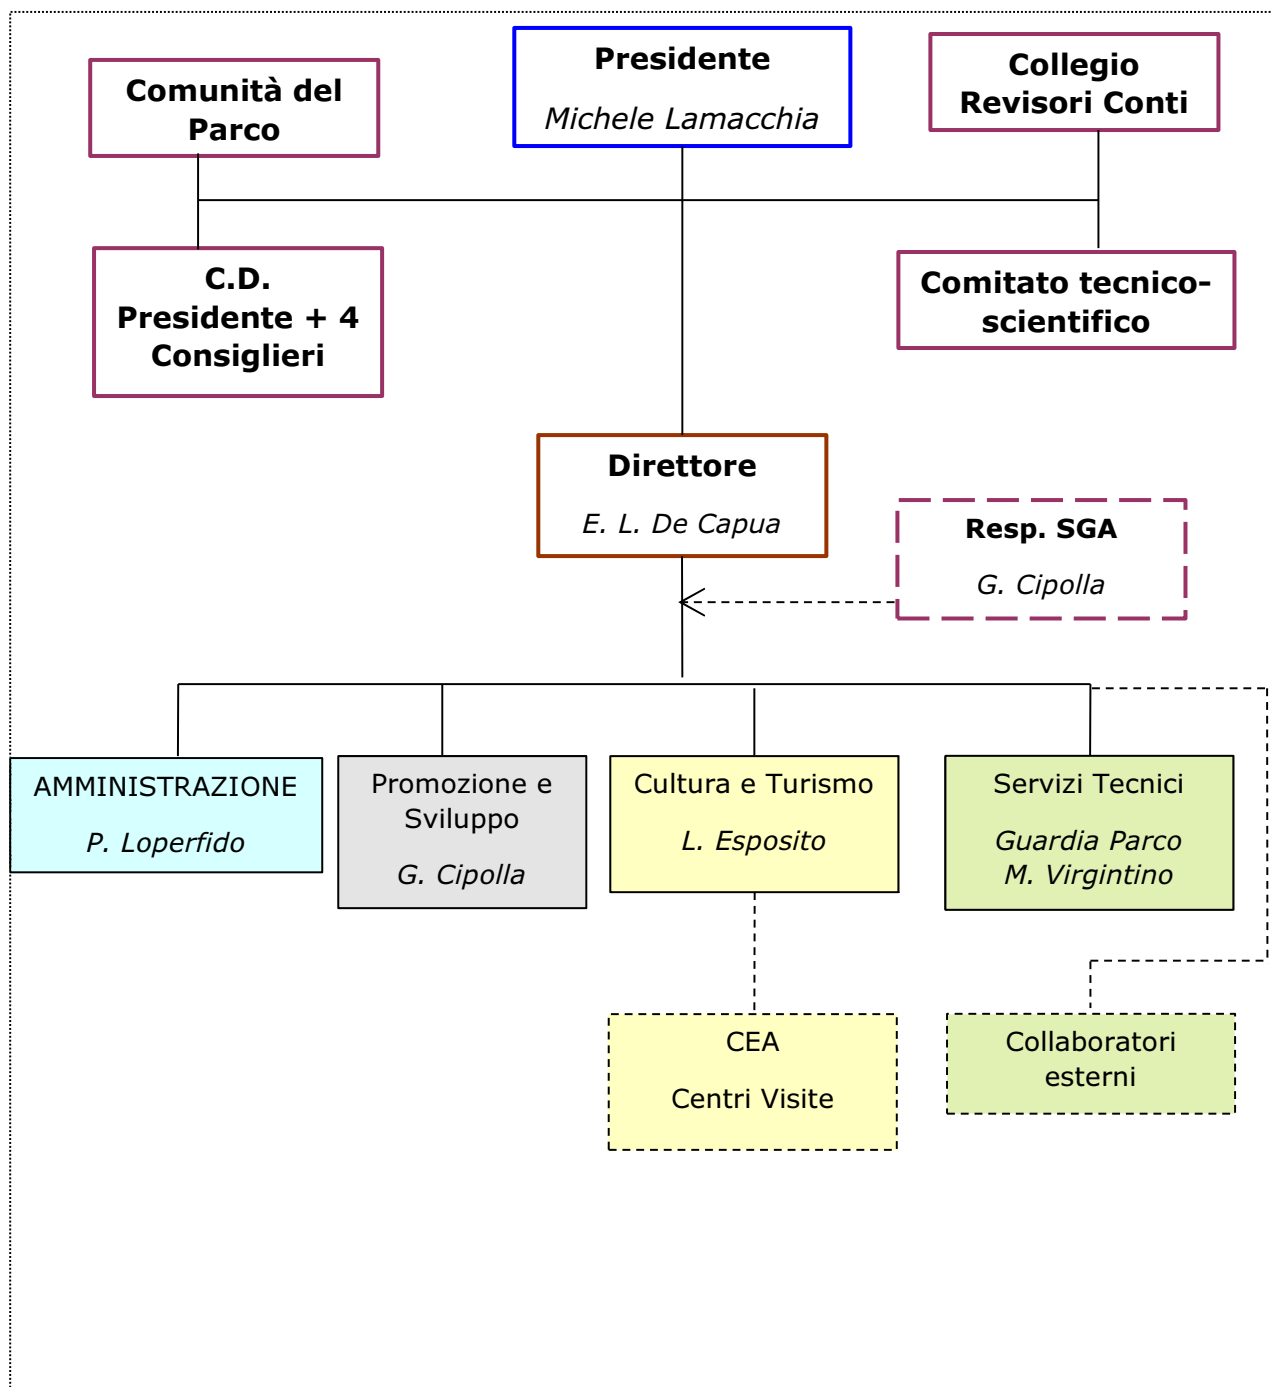 Presidente
Michele Lamacchia
Comunità del
Parco
Collegio
Revisori Conti
C.D.
Presidente + 4
Consiglieri
Comitato tecnico-
scientifico
Direttore
E. L. De Capua
Resp. SGA
G. Cipolla
AMMINISTRAZIONE
P. Loperfido
Promozione e
Sviluppo
G. Cipolla
Cultura e Turismo
L. Esposito
Servizi Tecnici
Guardia Parco
M. Virgintino
CEA
Centri Visite
Collaboratori
esterni